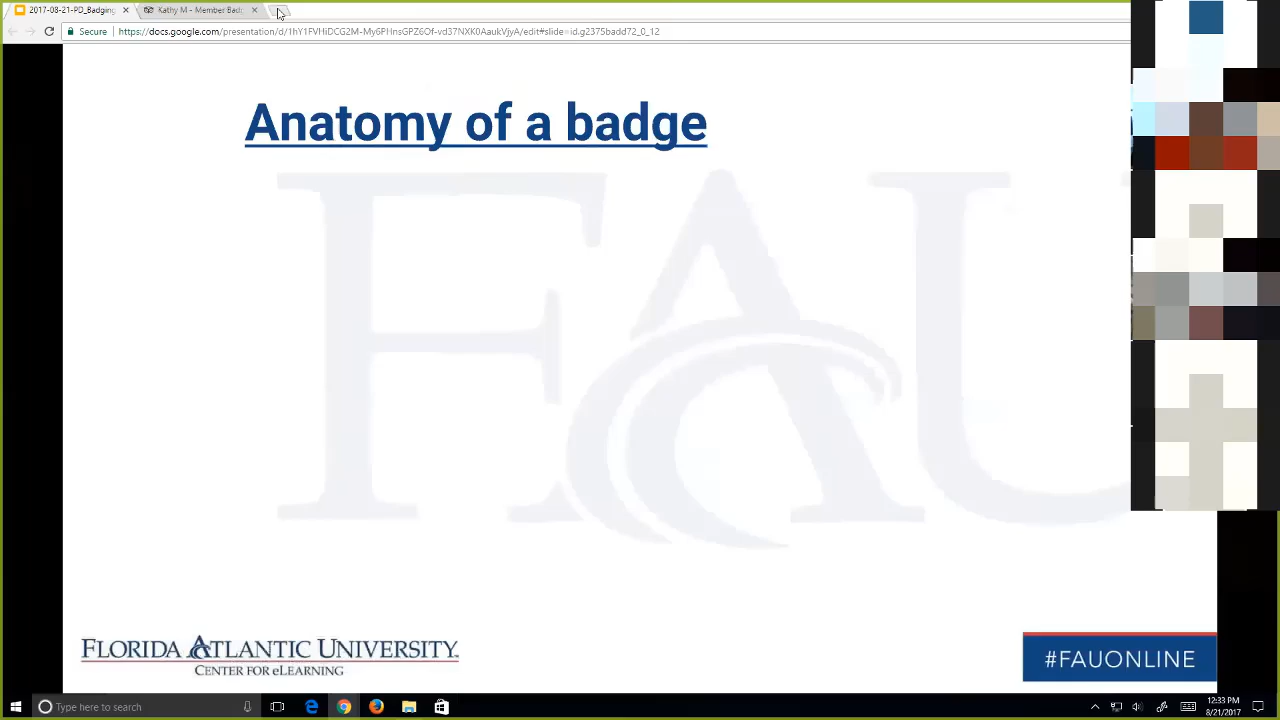 2017-08-21-PD_Badging
Kathy M - Member Bad
Secure
https://docs.google.com/presentation/d/1hY1FVHiDCG2M-My6PHnsGPZ6Of-vd37NXK0AaukVjyA/edit#slide=id.g2375badd72_0_12
Anatomy of a badge
FAU
FLORIDA ATLANTIC UNIVERSITY
CENTER FOR eLEARNING
#FAUONLINE
Type here to search
12:33 PM
8/21/2017